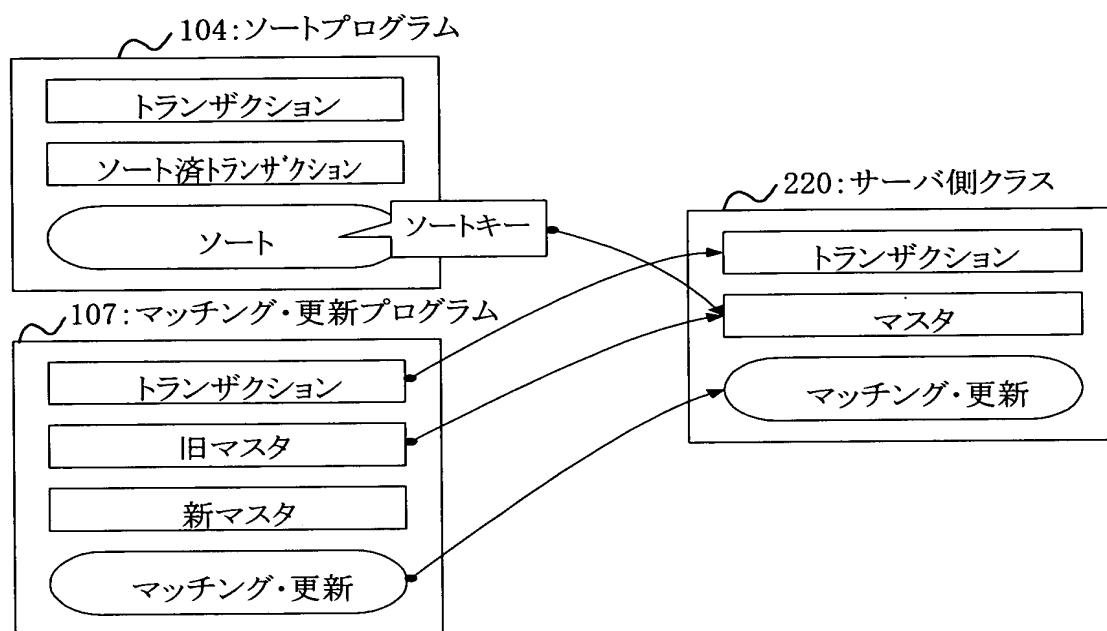 104:ソートプログラム
トランザクション
ソート済トランザクション
ソート
ソートキー
107:マッチング・更新プログラム
トランザクション
旧マスタ
新マスタ
マッチング・更新
220:サーバ側クラス
トランザクション
マスタ
マッチング・更新